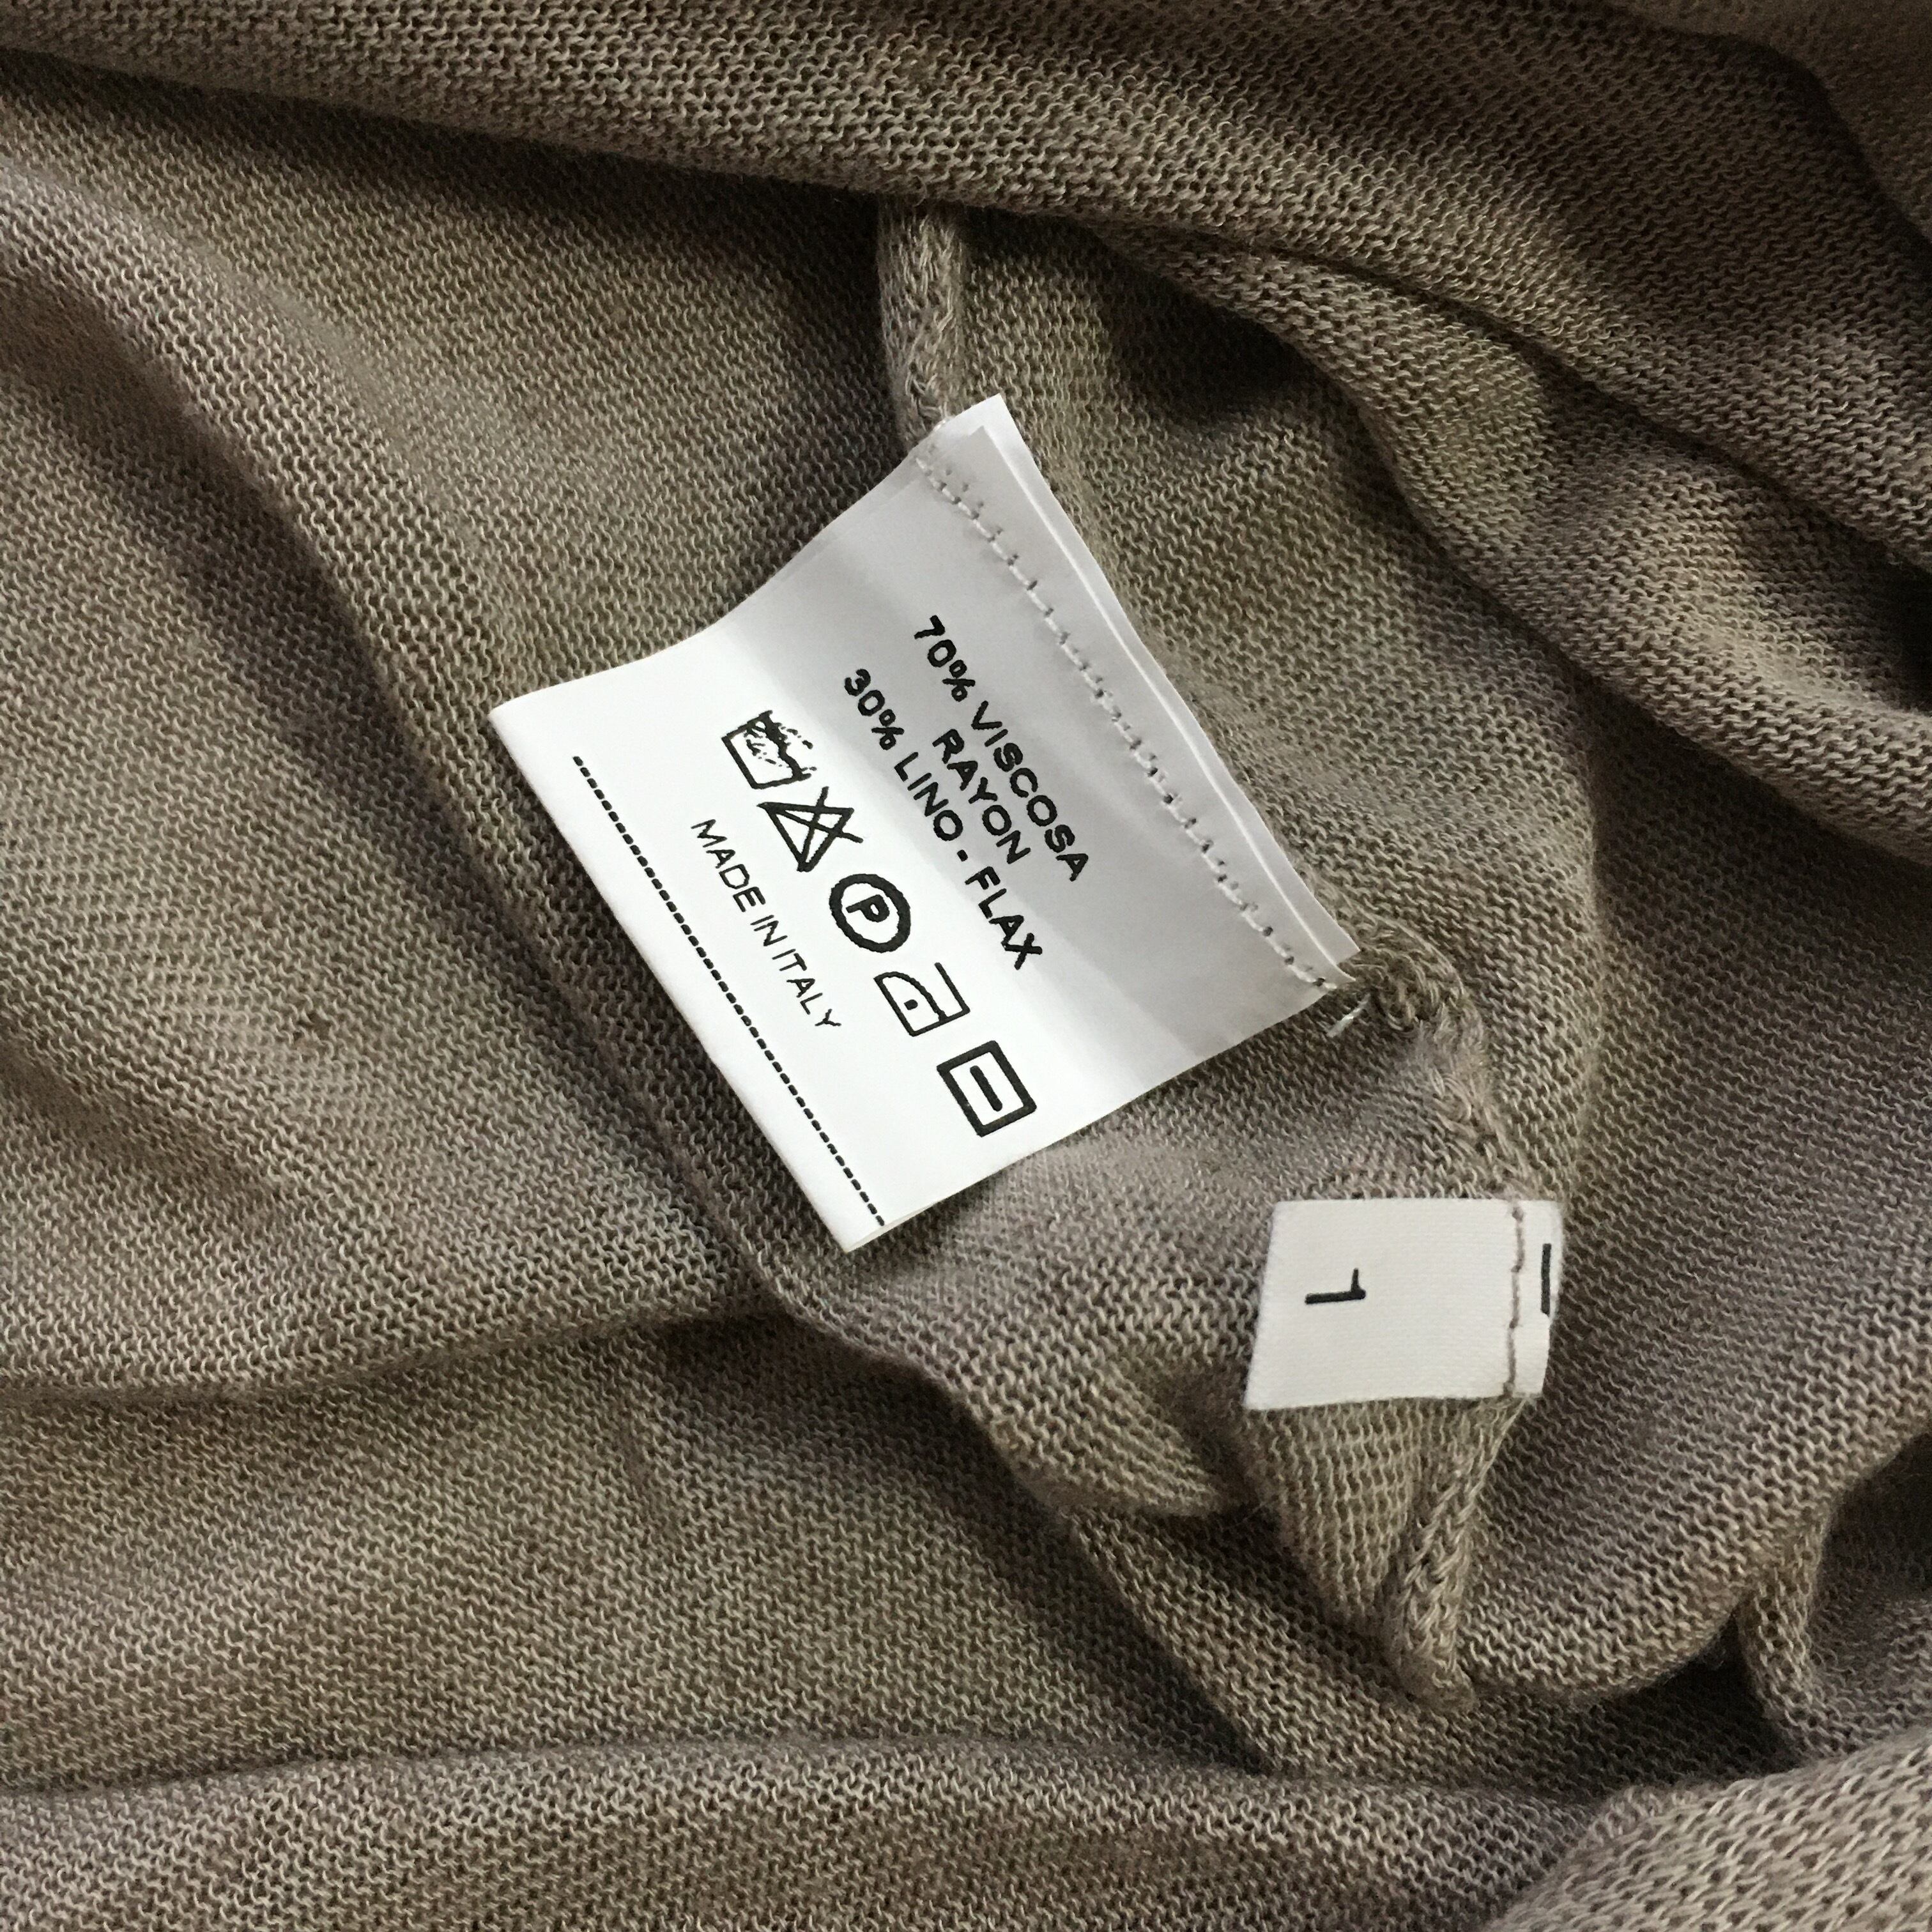 70% VISCOSA
RAYON
30% LINO - FLAX
P
MADE IN ITALY
1